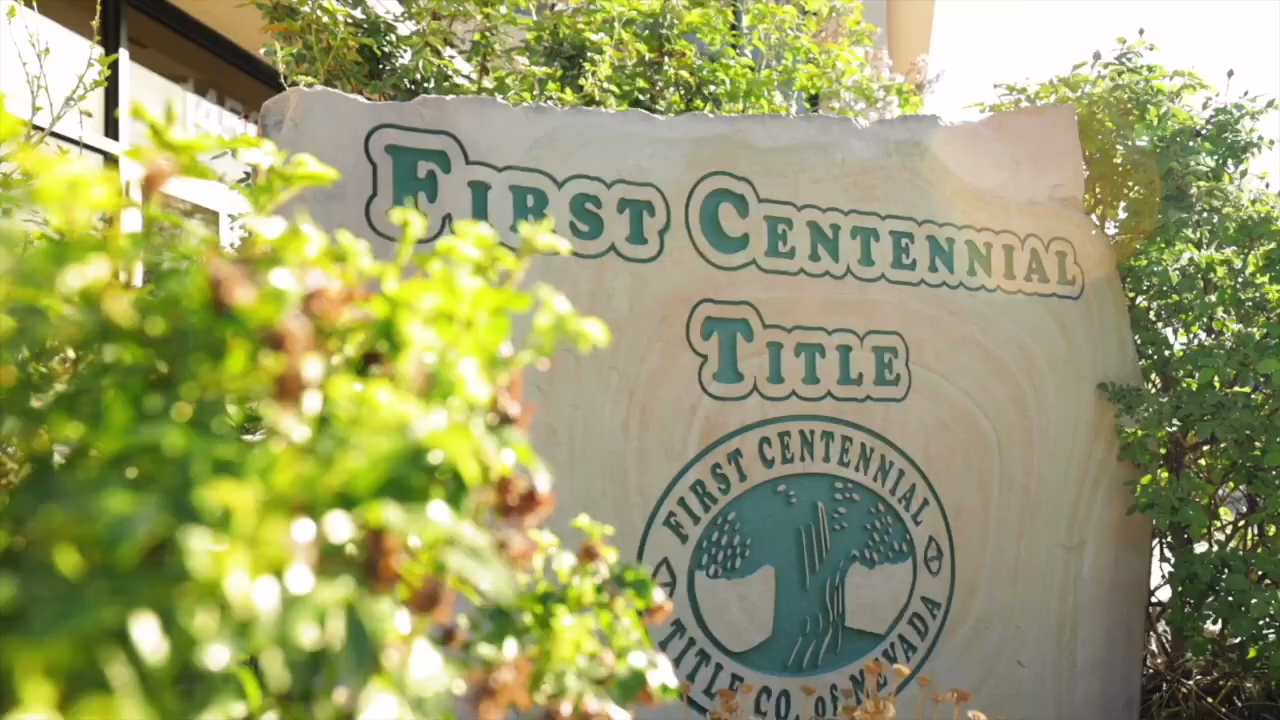 First Centennial
Title
FIRST CENTENNIAL
TITLE CO. of NEVADA